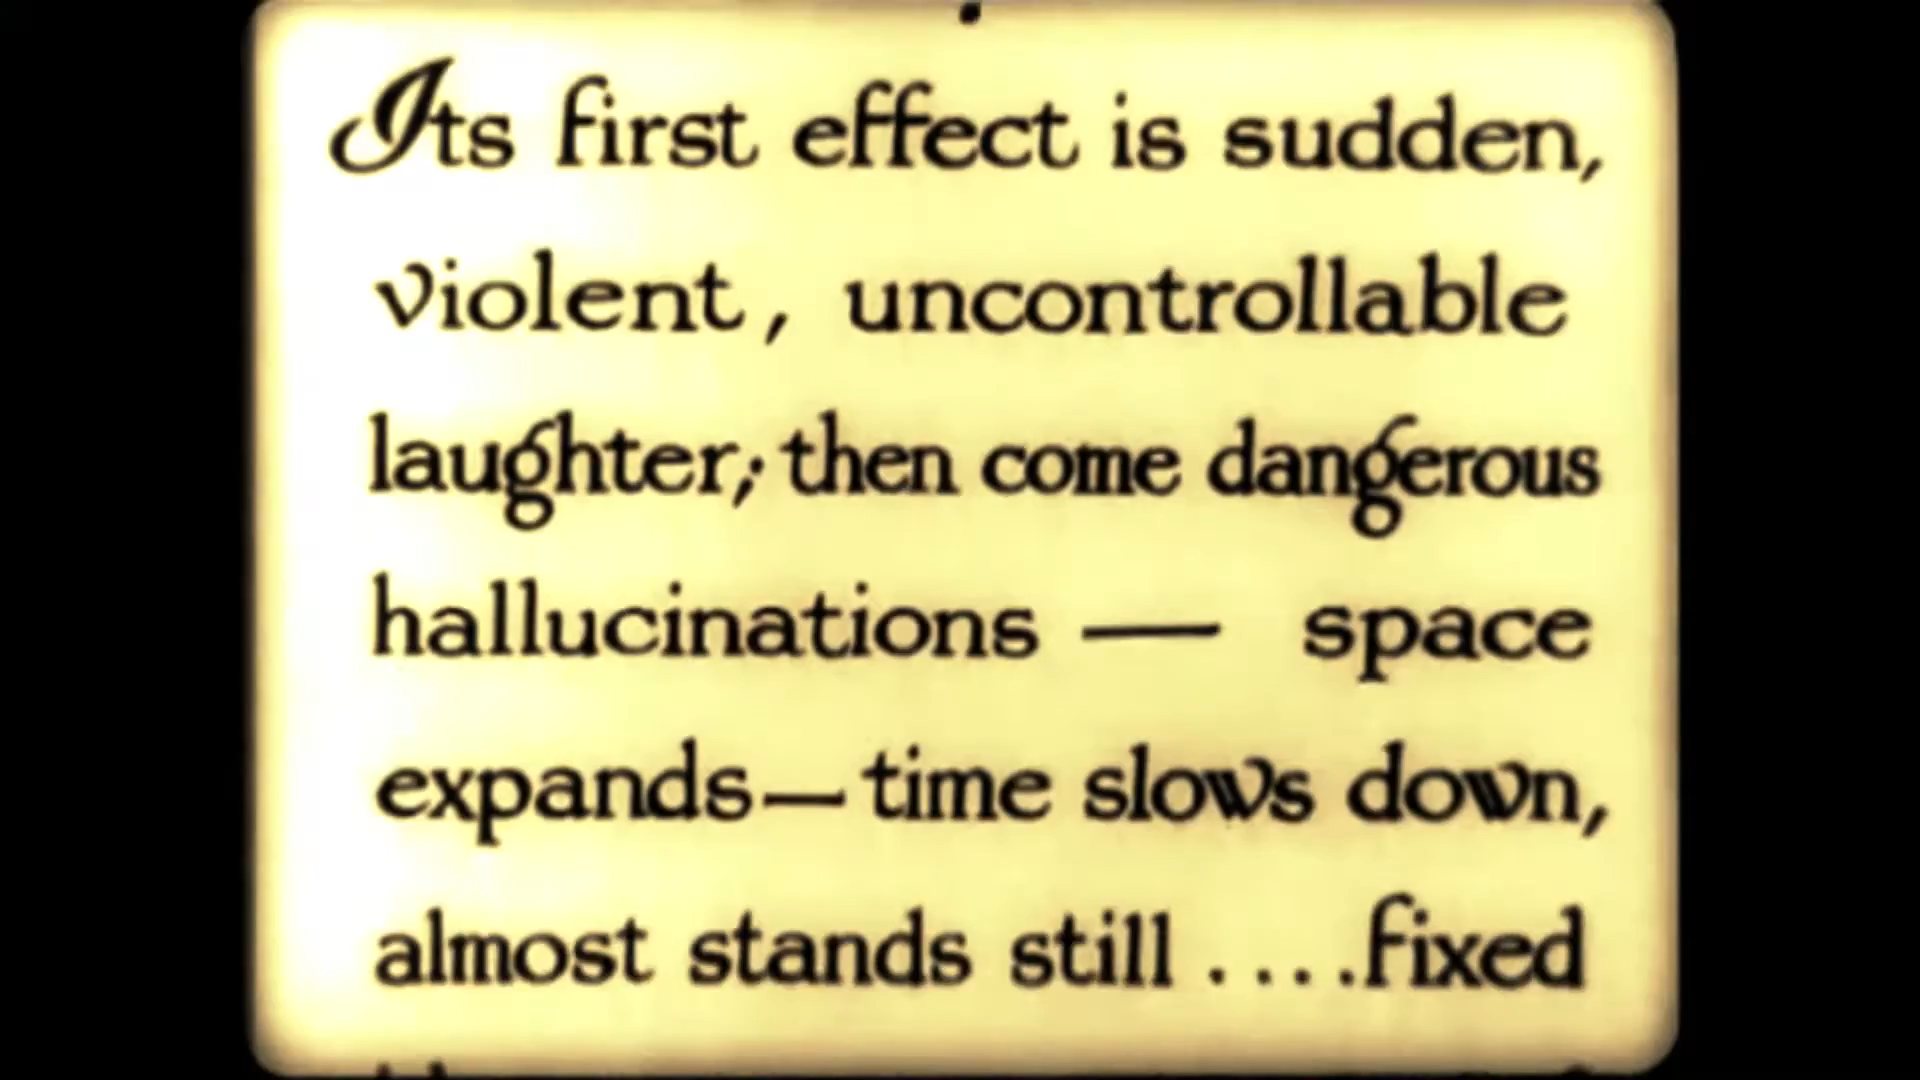 Its first effect is sudden,
violent, uncontrollable
laughter; then come dangerous
hallucinations — space
expands—time slows down,
almost stands still ....fixed